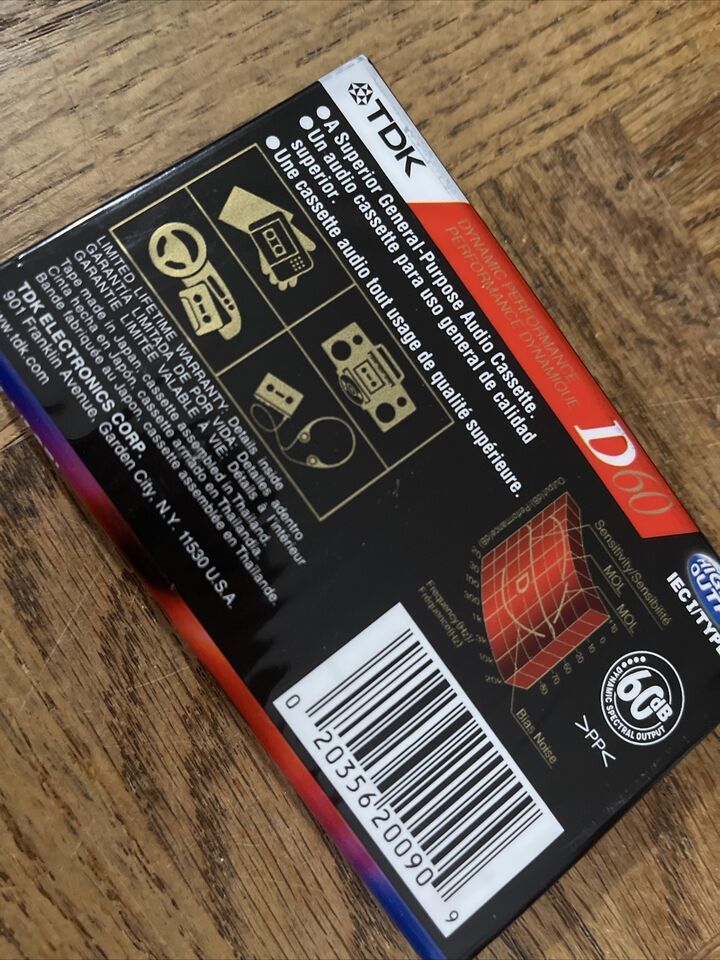 TDK
DYNAMIC PERFORMANCE
PERFORMANCE DYNAMIQUE
D60
IEC I/TYPE
● A Superior General-Purpose Audio Cassette.
● Un audio cassette para uso general de calidad
superior.
● Une cassette audio tout usage de qualité supérieure.
LIMITED LIFETIME WARRANTY. Details inside
GARANTIA LIMITADA DE POR VIDA. Detalles adentro
GARANTIE LIMITÉE VALABLE À VIE. Détails à l'intérieur
Tape made in Japan, cassette assembled in Thailand.
Cinta hecha en Japón, cassette armado en Thailandia.
Bande fabriquée au Japon, cassette assemblée en Thaïlande.
TDK ELECTRONICS CORP.
901 Franklin Avenue, Garden City, N.Y. 11530 U.S.A.
www.tdk.com
Sensitivity/Sensibilité
MOL
MOL
D
Frequency(Hz)/
Fréquence(Hz)
Bias Noise
60dB
DYNAMIC SPECTRAL OUTPUT
>PP<
0 20356 20090 9